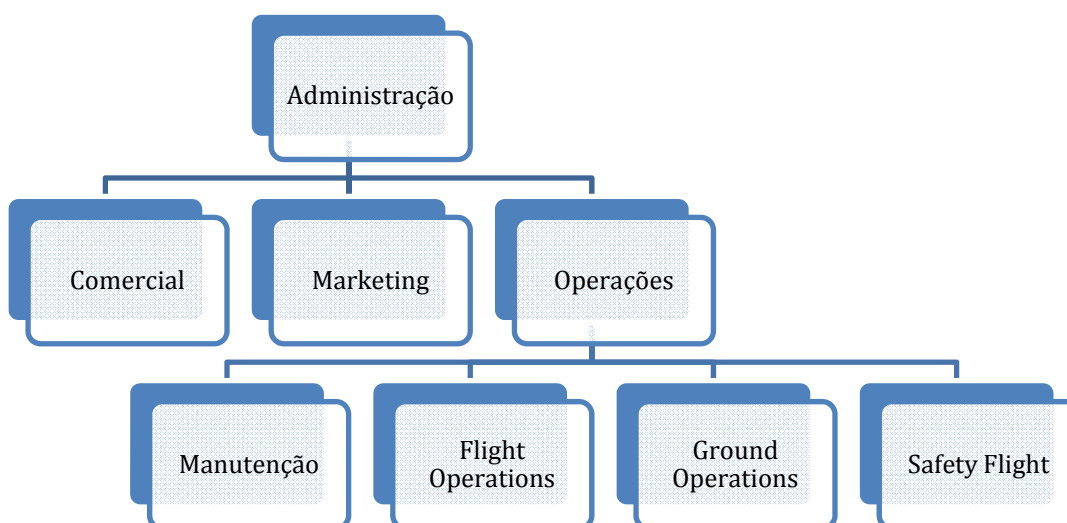 Administração
Comercial
Marketing
Operações
Manutenção
Flight
Operations
Ground
Operations
Safety Flight